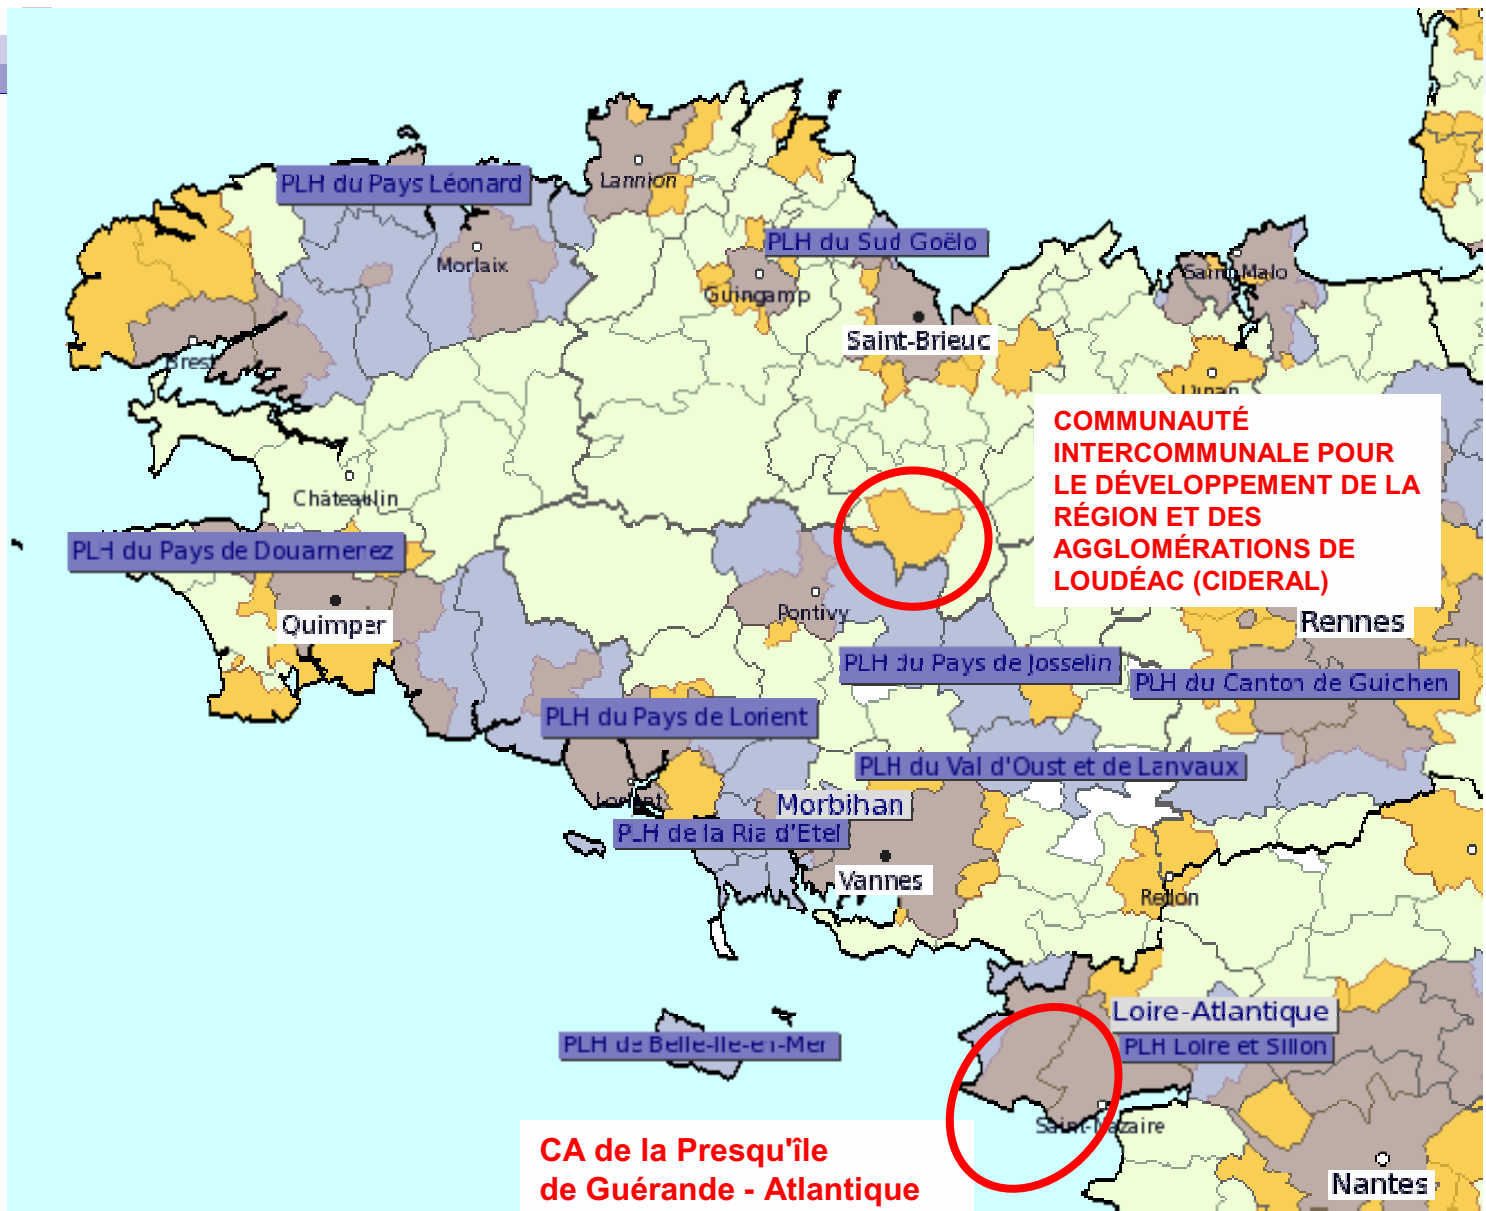 PLH du Pays Léonard
Lannion
Morlaix
PLH du Sud Goëlo
Guingamp
Saint-Malo
Saint-Brieuc
Brest
Dinan
COMMUNAUTÉ
INTERCOMMUNALE POUR
LE DÉVELOPPEMENT DE LA
RÉGION ET DES
AGGLOMÉRATIONS DE
LOUDÉAC (CIDERAL)
Châteaulin
PLH du Pays de Douarnenez
Quimper
Pontivy
Rennes
PLH du Pays de Josselin
PLH du Canton de Guichen
PLH du Pays de Lorient
PLH du Val d'Oust et de Lanvaux
Lorient
Morbihan
PLH de la Ria d'Etel
Vannes
Redon
Loire-Atlantique
PLH de Belle-Ile-en-Mer
PLH Loire et Sillon
Saint-Nazaire
CA de la Presqu'île
de Guérande - Atlantique
Nantes